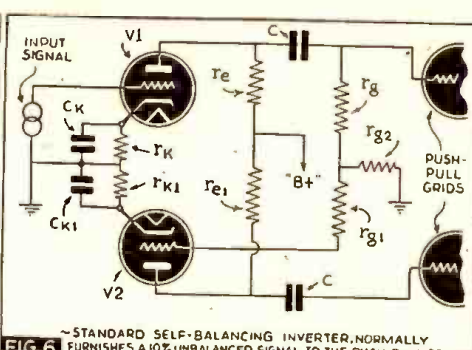 INPUT
SIGNAL
V1
C
CK
re
rg
rK
"B+"
rg2
PUSH-
PULL
GRIDS
CK1
rK1
re1
rg1
V2
C
~STANDARD SELF-BALANCING INVERTER, NORMALLY
FIG. 6 FURNISHES A 10% UNBALANCED SIGNAL TO THE